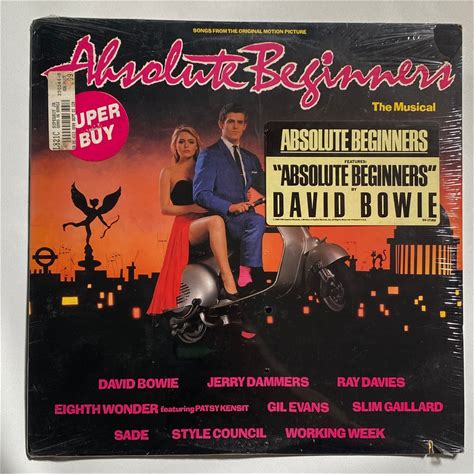 SONGS FROM THE ORIGINAL MOTION PICTURE
Absolute Beginners
The Musical
SUPER
BUY
ABSOLUTE BEGINNERS
FEATURES:
"ABSOLUTE BEGINNERS"
BY
DAVID BOWIE
DAVID BOWIE JERRY DAMMERS RAY DAVIES
EIGHTH WONDER featuring PATSY KENSIT GIL EVANS SLIM GAILLARD
SADE STYLE COUNCIL WORKING WEEK